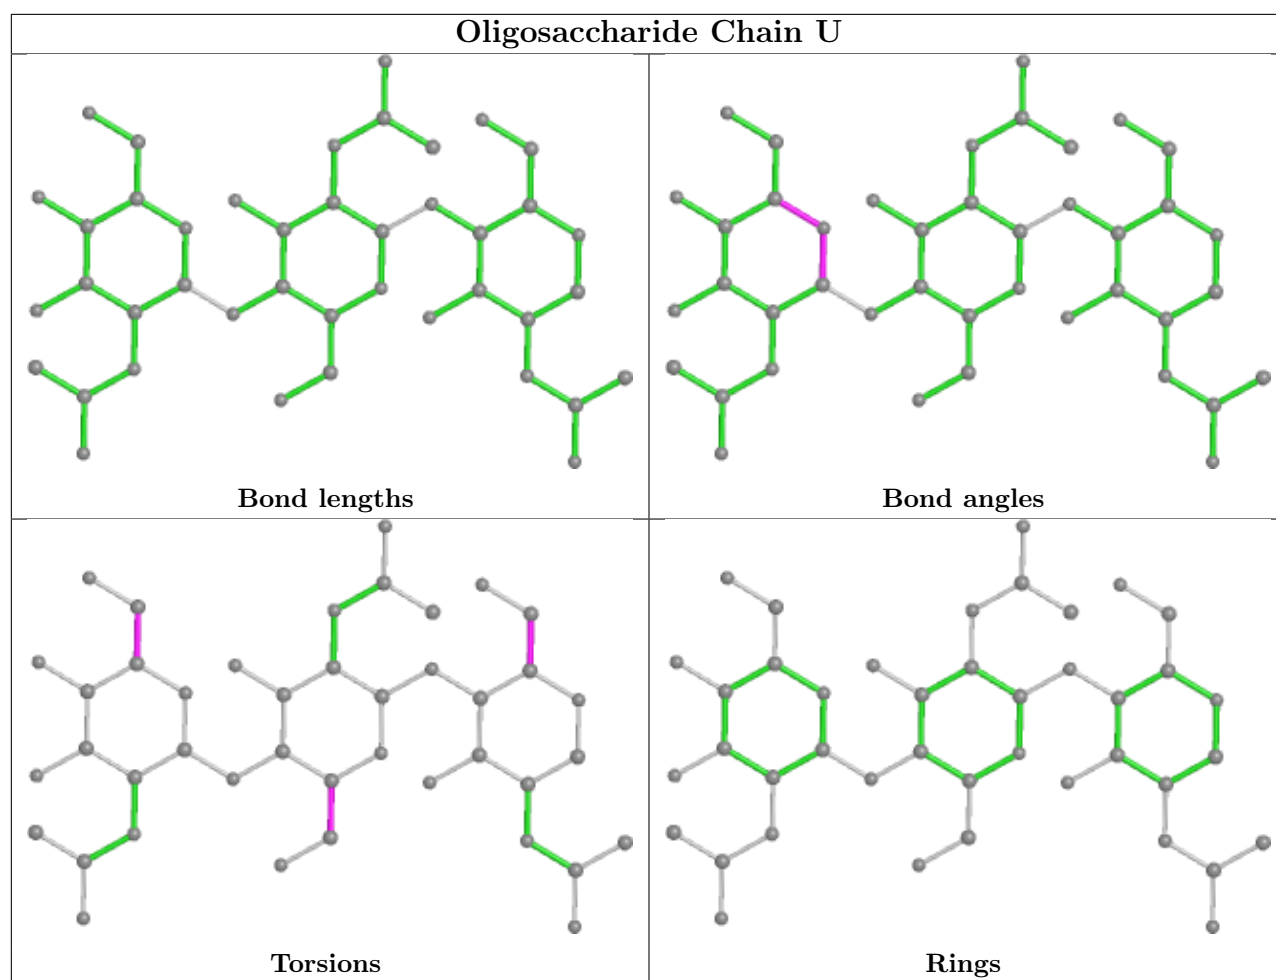 Oligosaccharide Chain U
Bond lengths
Bond angles
Torsions
Rings